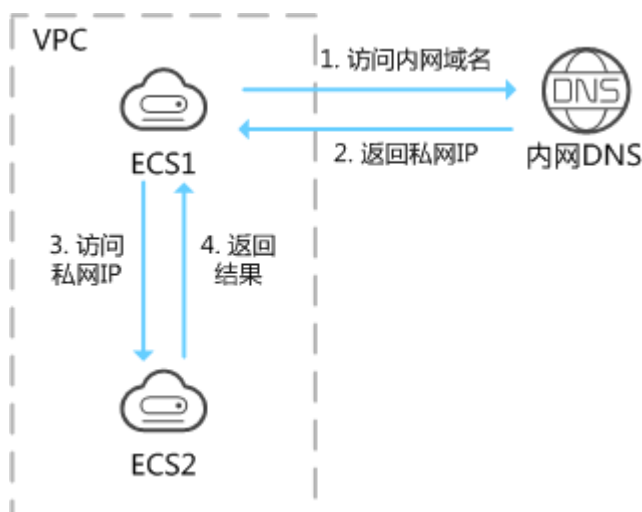 VPC
1. 访问内网域名
DNS
ECS1
2. 返回私网IP
内网DNS
3. 访问
私网IP
4. 返回
结果
ECS2